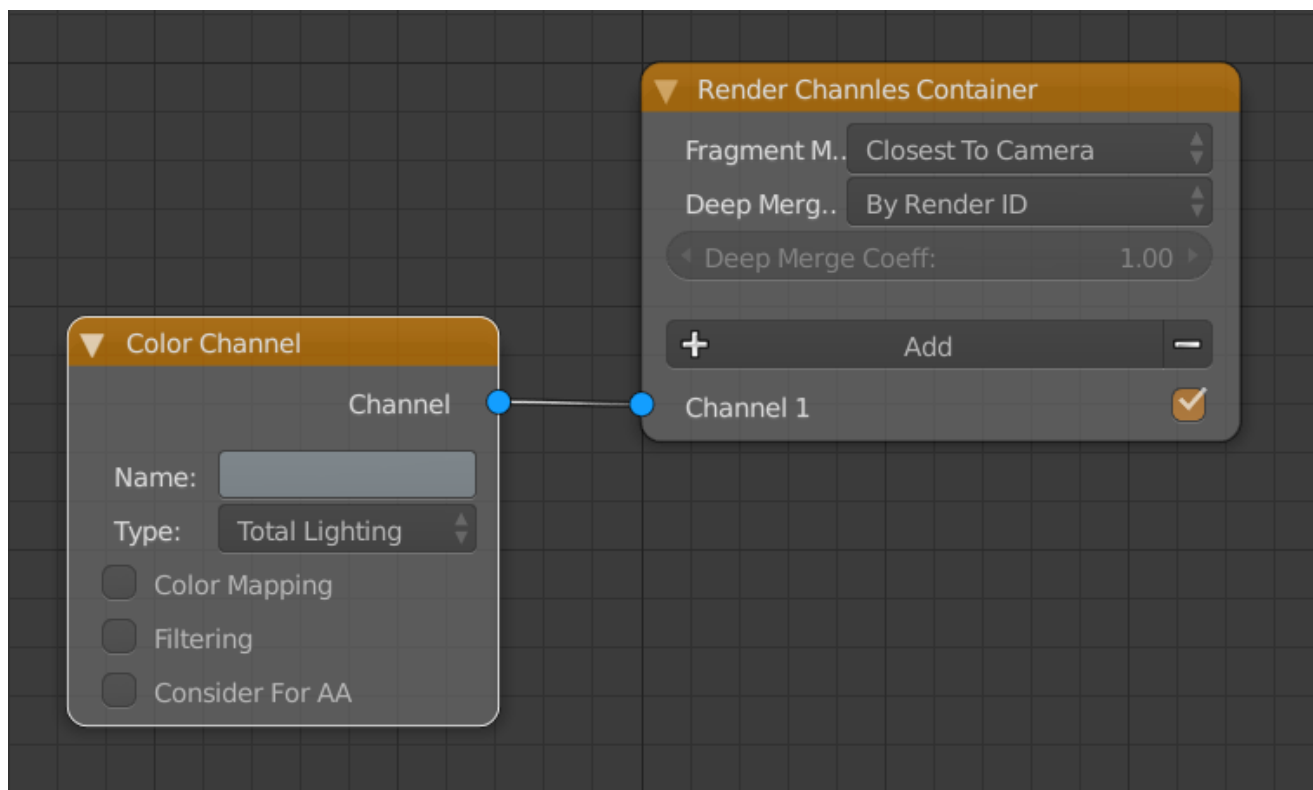 Render Channles Container
Fragment M.. Closest To Camera
Deep Merg.. By Render ID
Deep Merge Coeff: 1.00
Add
Channel 1
Color Channel
Channel
Name:
Type: Total Lighting
Color Mapping
Filtering
Consider For AA